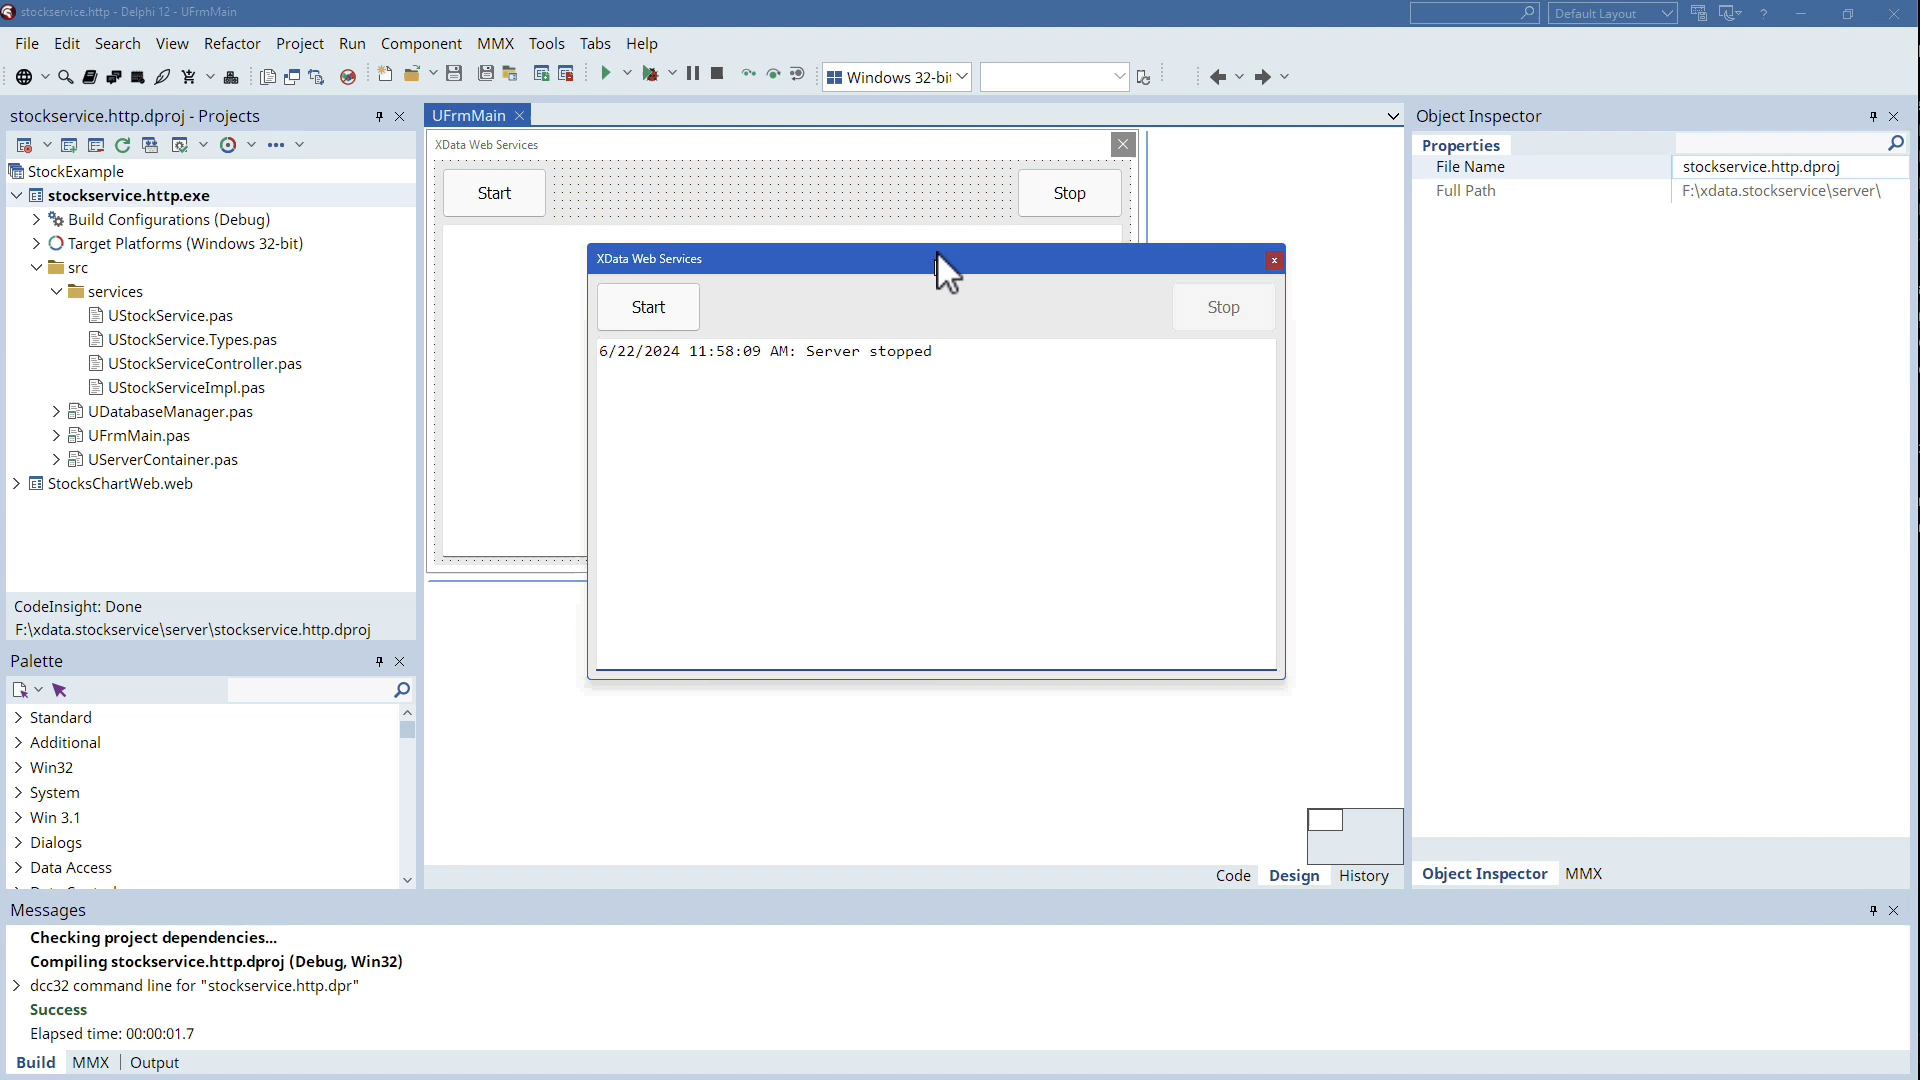 stockservice.http - Delphi 12 - UFrmMain
Default Layout
?
File Edit Search View Refactor Project Run Component MMX Tools Tabs Help
Windows 32-bi
stockservice.http.dproj - Projects
StockExample
stockservice.http.exe
Build Configurations (Debug)
Target Platforms (Windows 32-bit)
src
services
UStockService.pas
UStockService.Types.pas
UStockServiceController.pas
UStockServiceImpl.pas
UDatabaseManager.pas
UFrmMain.pas
UServerContainer.pas
StocksChartWeb.web
CodeInsight: Done
F:\xdata.stockservice\server\stockservice.http.dproj
Palette
Standard
Additional
Win32
System
Win 3.1
Dialogs
Data Access
UFrmMain
XData Web Services
Start
Stop
XData Web Services
Start
Stop
6/22/2024 11:58:09 AM: Server stopped
Code Design History
Object Inspector
Properties
File Name stockservice.http.dproj
Full Path F:\xdata.stockservice\server\
Object Inspector MMX
Messages
Checking project dependencies...
Compiling stockservice.http.dproj (Debug, Win32)
dcc32 command line for "stockservice.http.dpr"
Success
Elapsed time: 00:00:01.7
Build MMX Output